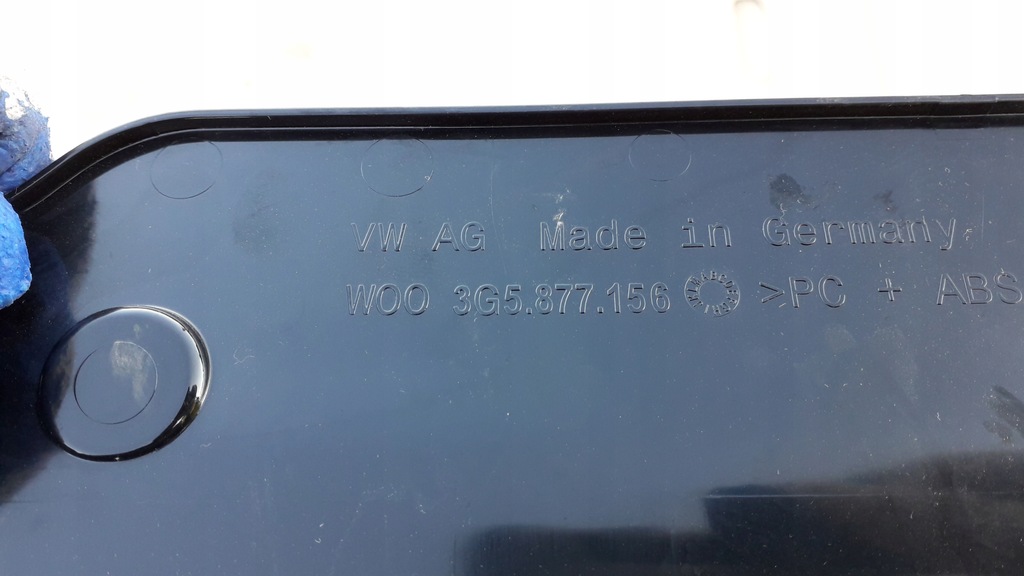 VW AG Made in Germany
WOO 3G5.877.156 >PC + ABS